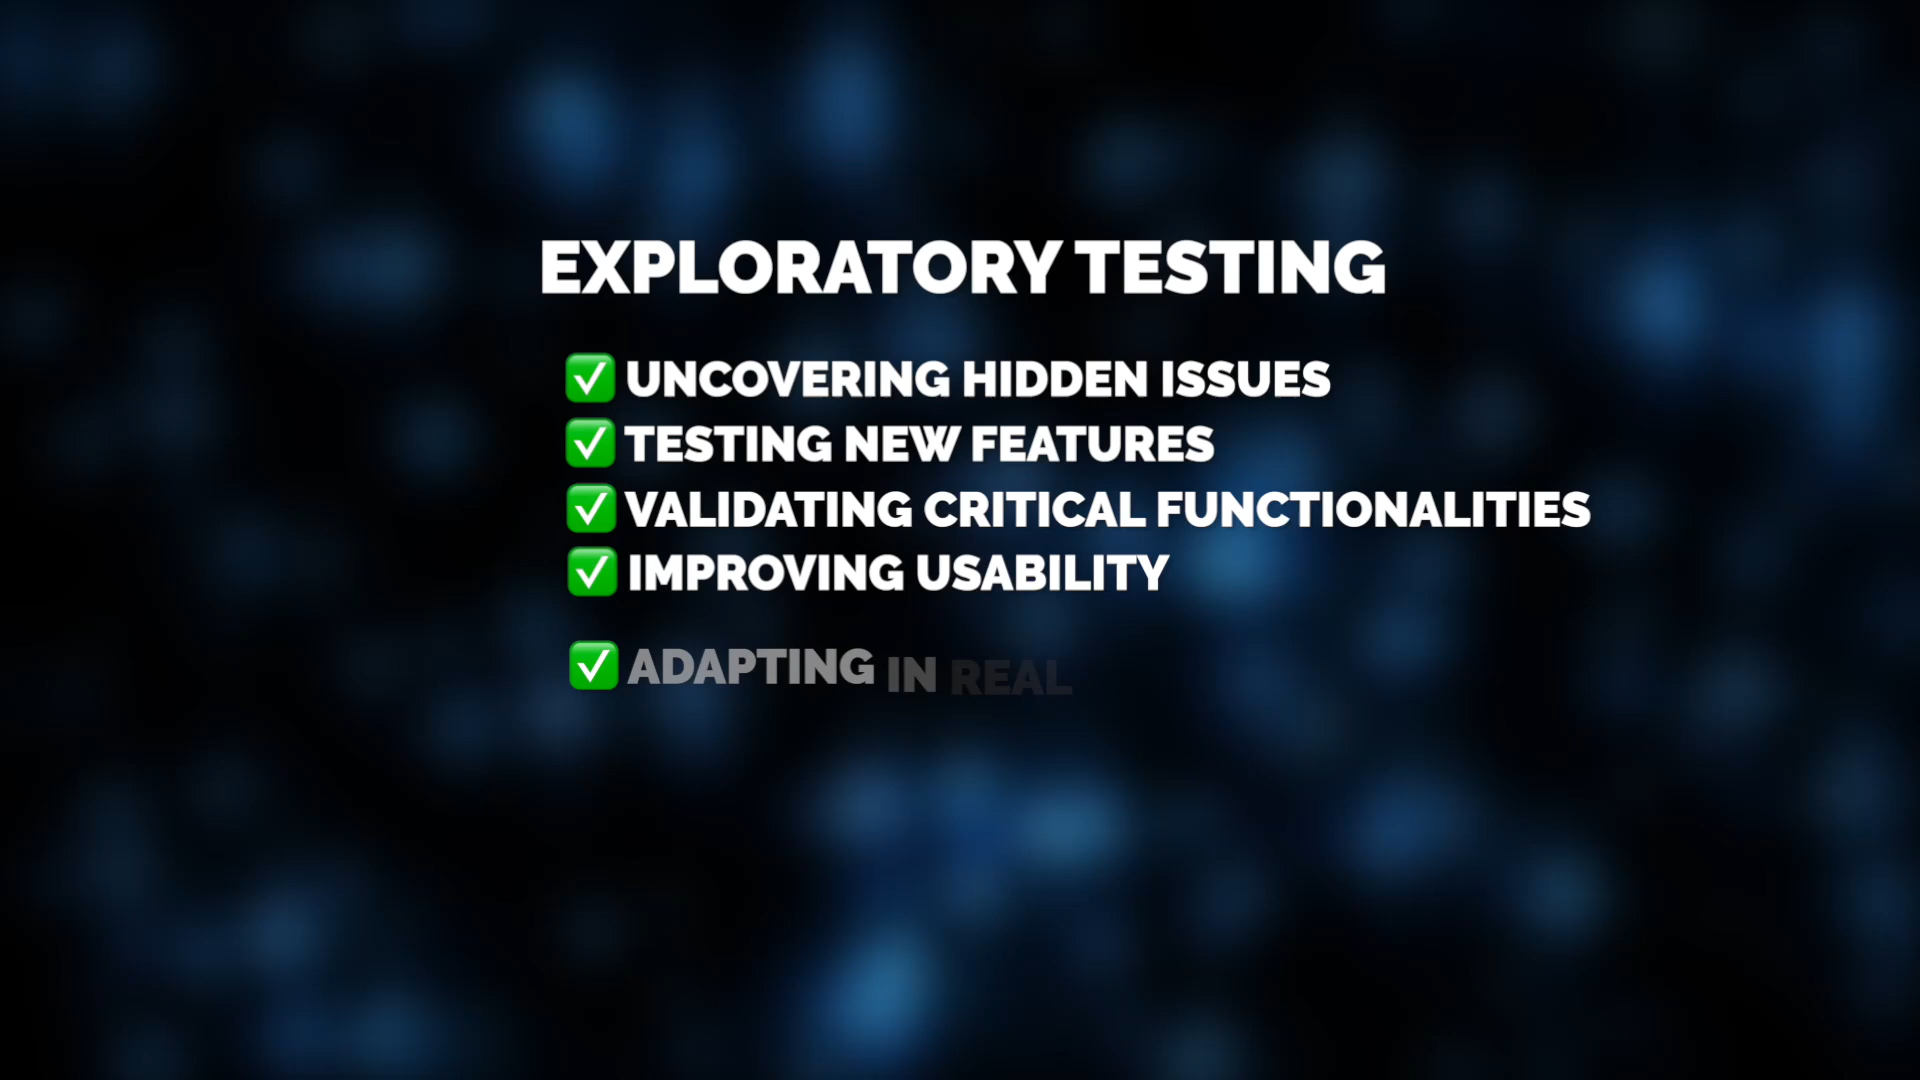 EXPLORATORY TESTING
✅ UNCOVERING HIDDEN ISSUES
✅ TESTING NEW FEATURES
✅ VALIDATING CRITICAL FUNCTIONALITIES
✅ IMPROVING USABILITY
✅ ADAPTING IN REAL